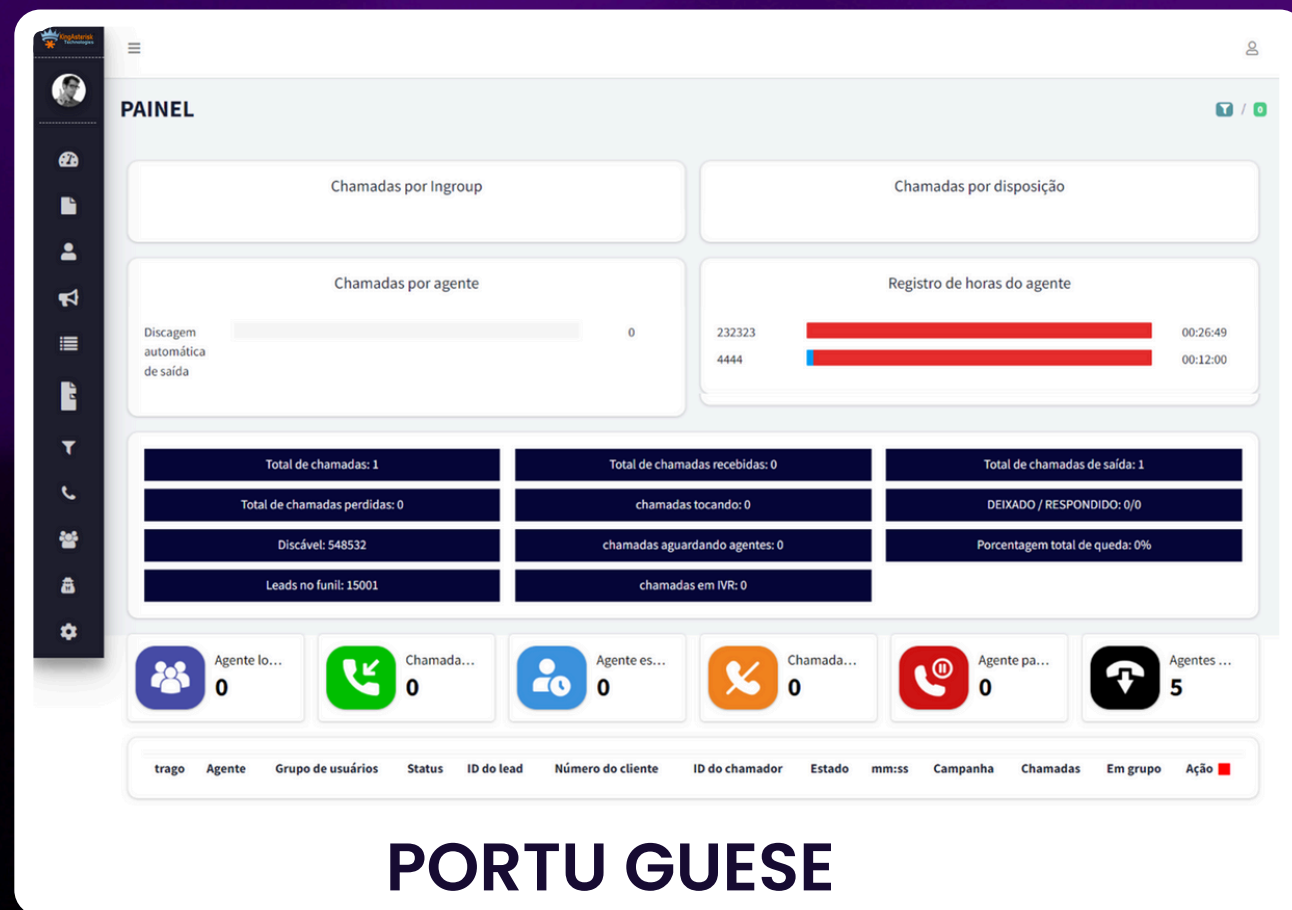 KingAsterisk
Technologies
PAINEL
/ 0
Chamadas por Ingroup
Chamadas por disposição
Chamadas por agente
Discagem
automática
de saída
0
Registro de horas do agente
232323
00:26:49
4444
00:12:00
Total de chamadas: 1
Total de chamadas recebidas: 0
Total de chamadas de saída: 1
Total de chamadas perdidas: 0
chamadas tocando: 0
DEIXADO / RESPONDIDO: 0/0
Discável: 548532
chamadas aguardando agentes: 0
Porcentagem total de queda: 0%
Leads no funil: 15001
chamadas em IVR: 0
Agente lo...
0
Chamada...
0
Agente es...
0
Chamada...
0
Agente pa...
0
Agentes ...
5
trago Agente Grupo de usuários Status ID do lead Número do cliente ID do chamador Estado mm:ss Campanha Chamadas Em grupo Ação
PORTU GUESE